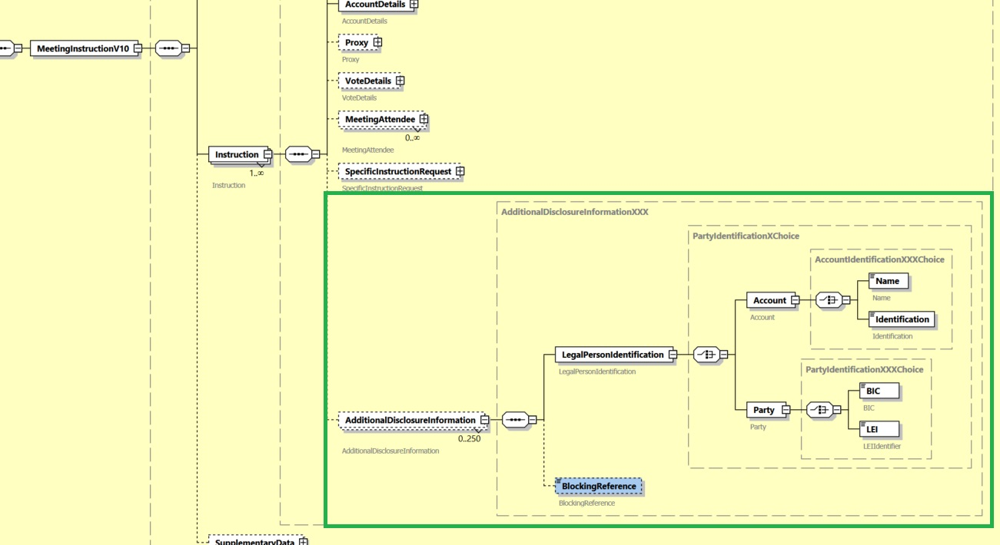 AccountDetails
AccountDetails
MeetingInstructionV10
Proxy
Proxy
VoteDetails
VoteDetails
MeetingAttendee
0..∞
MeetingAttendee
Instruction
1..∞
Instruction
SpecificInstructionRequest
SpecificInstructionRequest
AdditionalDisclosureInformationXXX
PartyIdentificationXChoice
AccountIdentificationXXXChoice
Name
Name
Account
Account
Identification
Identification
LegalPersonIdentification
LegalPersonIdentification
PartyIdentificationXXXChoice
BIC
BIC
Party
Party
LEI
LEIIdentifier
AdditionalDisclosureInformation
0..250
AdditionalDisclosureInformation
BlockingReference
BlockingReference
SupplementaryData